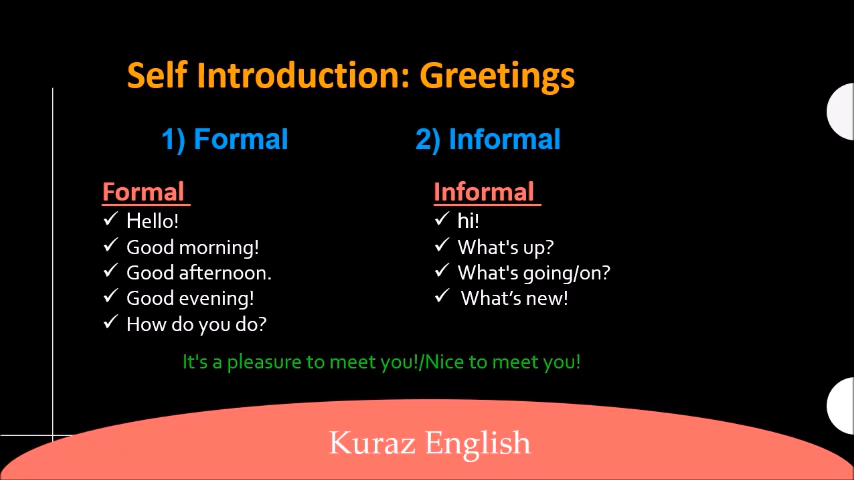 Self Introduction: Greetings
1) Formal
2) Informal
Formal
✓ Hello!
✓ Good morning!
✓ Good afternoon.
✓ Good evening!
✓ How do you do?
Informal
✓ hi!
✓ What's up?
✓ What's going/on?
✓ What’s new!
It's a pleasure to meet you!/Nice to meet you!
Kuraz English